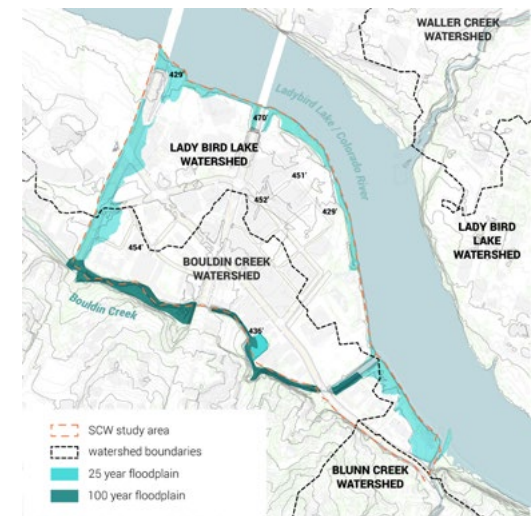 WALLER CREEK
WATERSHED
429'
Ladybird Lake / Colorado River
470'
LADY BIRD LAKE
WATERSHED
451'
452'
429'
LADY BIRD
LAKE
WATERSHED
454'
BOULDIN CREEK
WATERSHED
Bouldin Creek
436'
SCW study area
watershed boundaries
25 year floodplain
100 year floodplain
BLUNN CREEK
WATERSHED